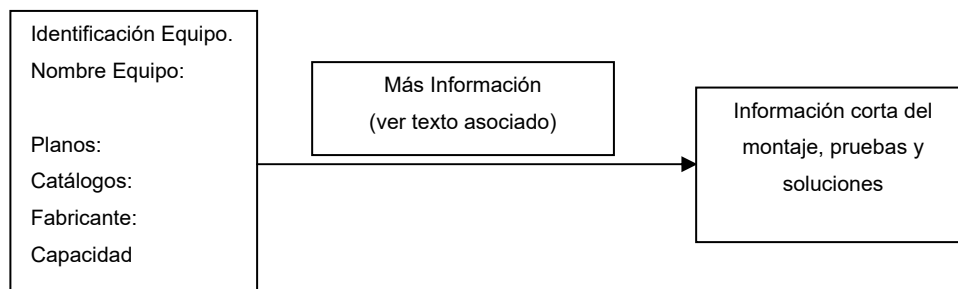 Identificación Equipo.
Nombre Equipo:
Planos:
Catálogos:
Fabricante:
Capacidad
Más Información
(ver texto asociado)
Información corta del
montaje, pruebas y
soluciones